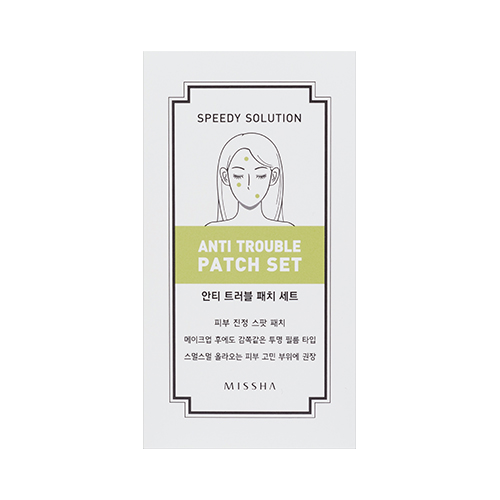 SPEEDY SOLUTION
ANTI TROUBLE
PATCH SET
안티 트러블 패치 세트
피부 진정 스팟 패치
메이크업 후에도 감쪽같은 투명 필름 타입
스멀스멀 올라오는 피부 고민 부위에 권장
MISSHA